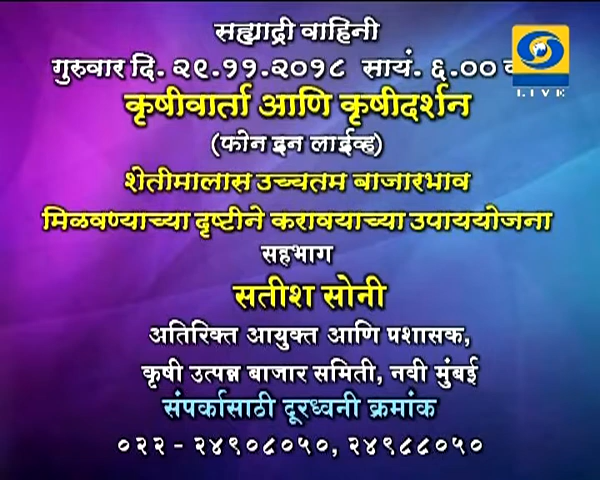 सह्याद्री वाहिनी
गुरुवार दि. २९.११.२०१८ सायं. ६.००
LIVE
कृषीवार्ता आणि कृषीदर्शन
(फोन इन लाईव्ह)
शेतीमालास उच्चतम बाजारभाव
मिळवण्याच्या दृष्टीने करावयाच्या उपाययोजना
सहभाग
सतीश सोनी
अतिरिक्त आयुक्त आणि प्रशासक,
कृषी उत्पन्न बाजार समिती, नवी मुंबई
संपर्कासाठी दूरध्वनी क्रमांक
०२२ - २४९०८०५०, २४९८८०५०